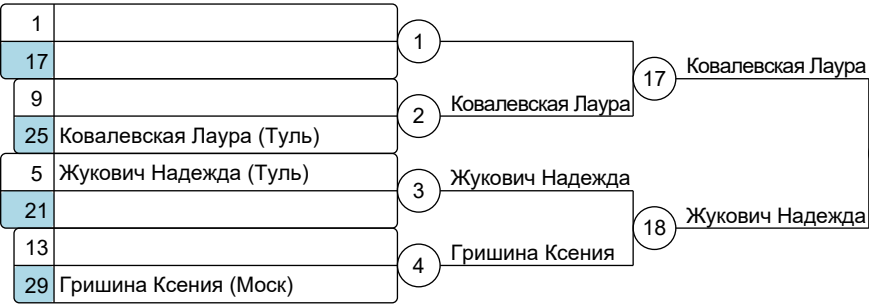 1
17
1
9
25 Ковалевская Лаура (Туль)
2
Ковалевская Лаура
17
Ковалевская Лаура
5 Жукович Надежда (Туль)
21
3
Жукович Надежда
13
29 Гришина Ксения (Моск)
4
Гришина Ксения
18
Жукович Надежда